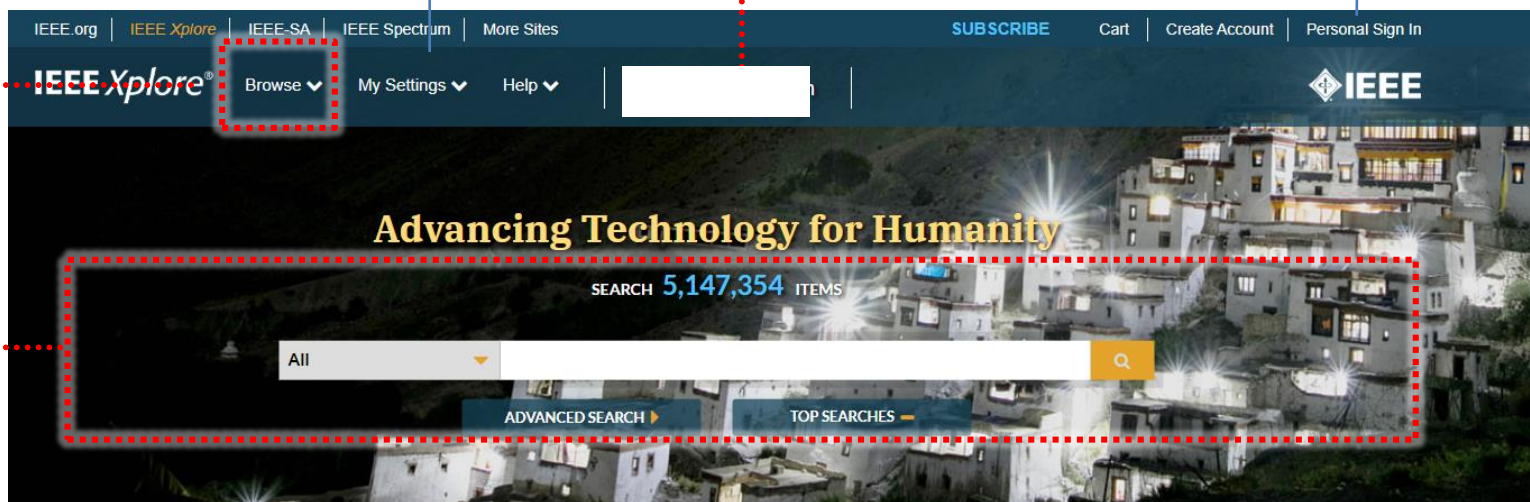 IEEE.org IEEE Xplore IEEE-SA IEEE Spectrum More Sites SUBSCRIBE Cart Create Account Personal Sign In
IEEE Xplore® Browse My Settings Help IEEE
Advancing Technology for Humanity
SEARCH 5,147,354 ITEMS
All
ADVANCED SEARCH TOP SEARCHES